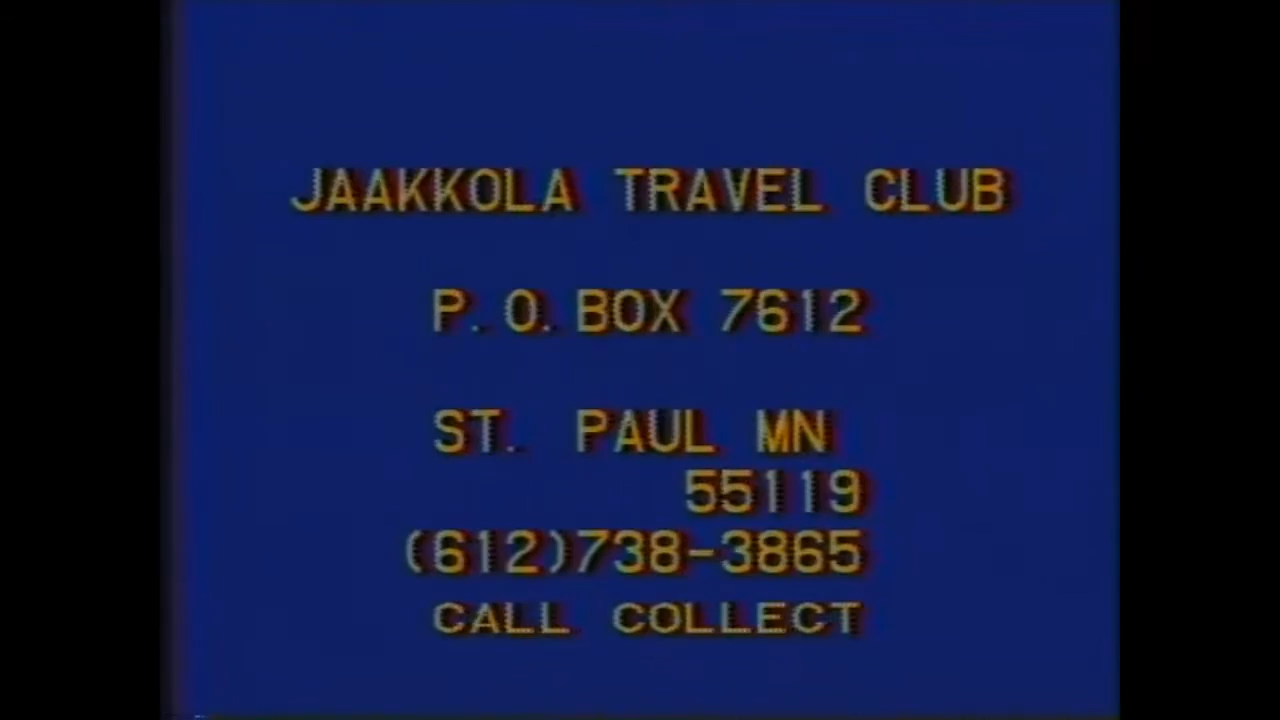 JAAKKOLA TRAVEL CLUB
P.O.BOX 7612
ST. PAUL MN
55119
(612)738-3865
CALL COLLECT